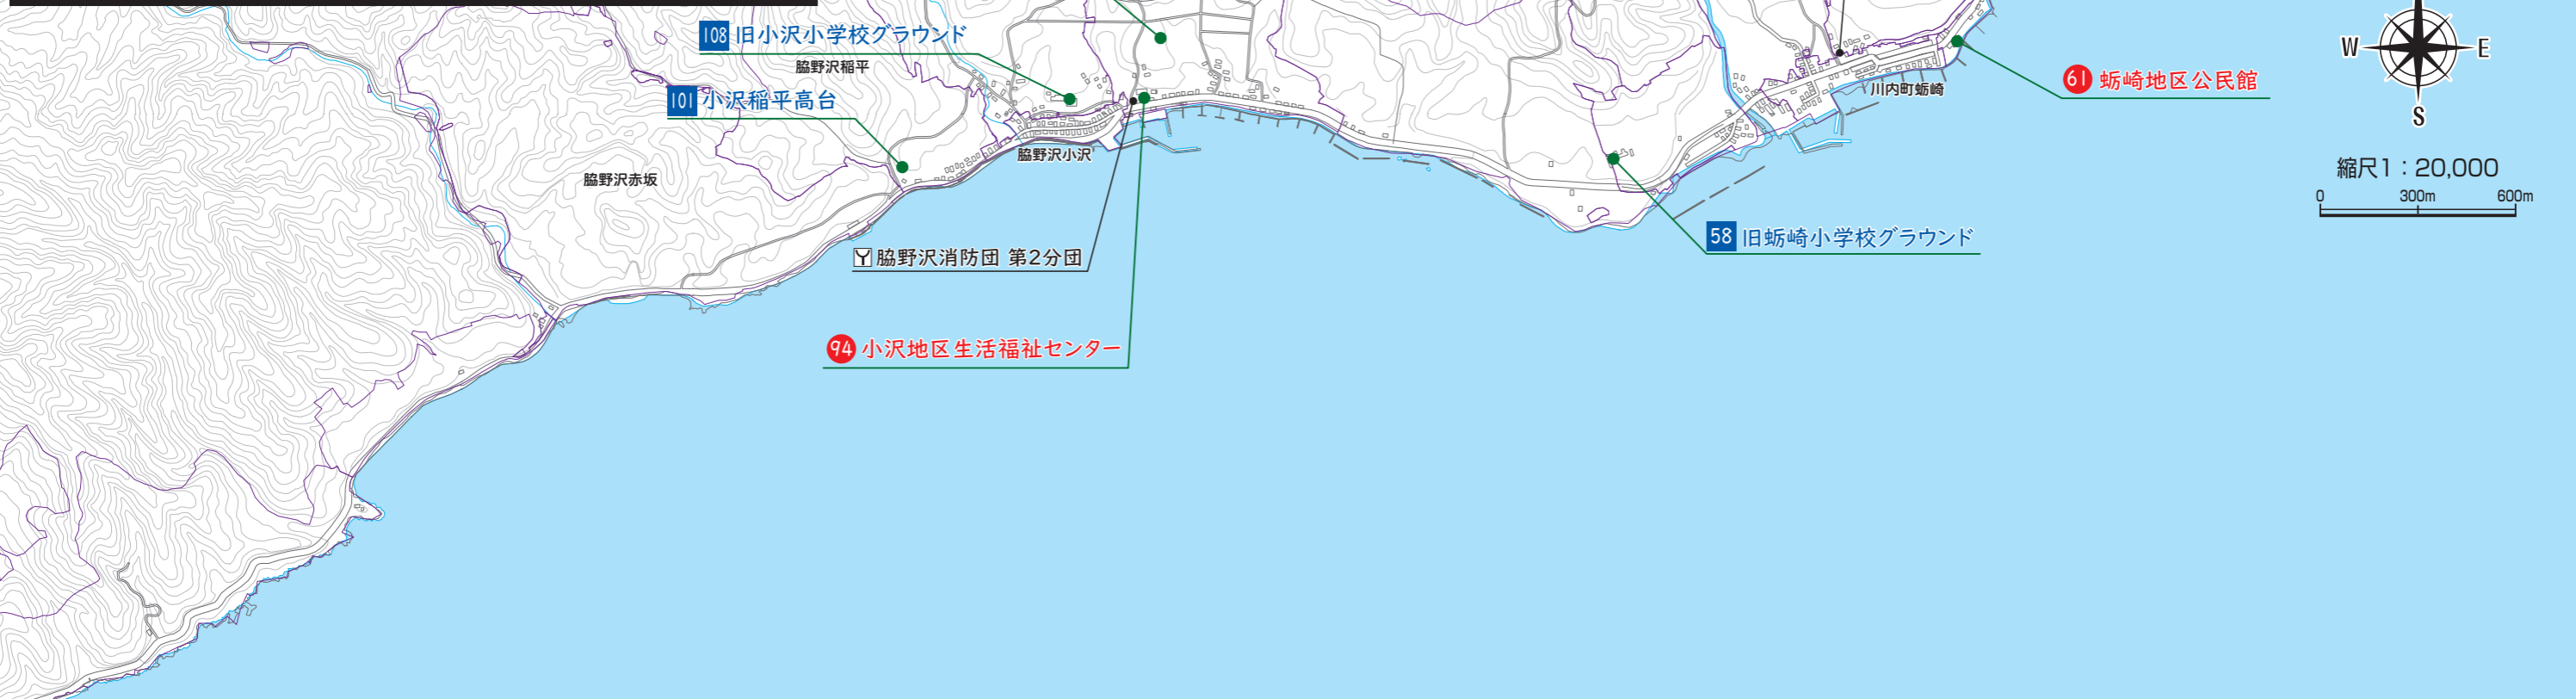 108 旧小沢小学校グラウンド
脇野沢稲平
101 小沢稲平高台
脇野沢赤坂
脇野沢小沢
脇野沢消防団 第2分団
94 小沢地区生活福祉センター
川内町蛎崎
61 蛎崎地区公民館
58 旧蛎崎小学校グラウンド
W E
S
縮尺1:20,000
0 300m 600m